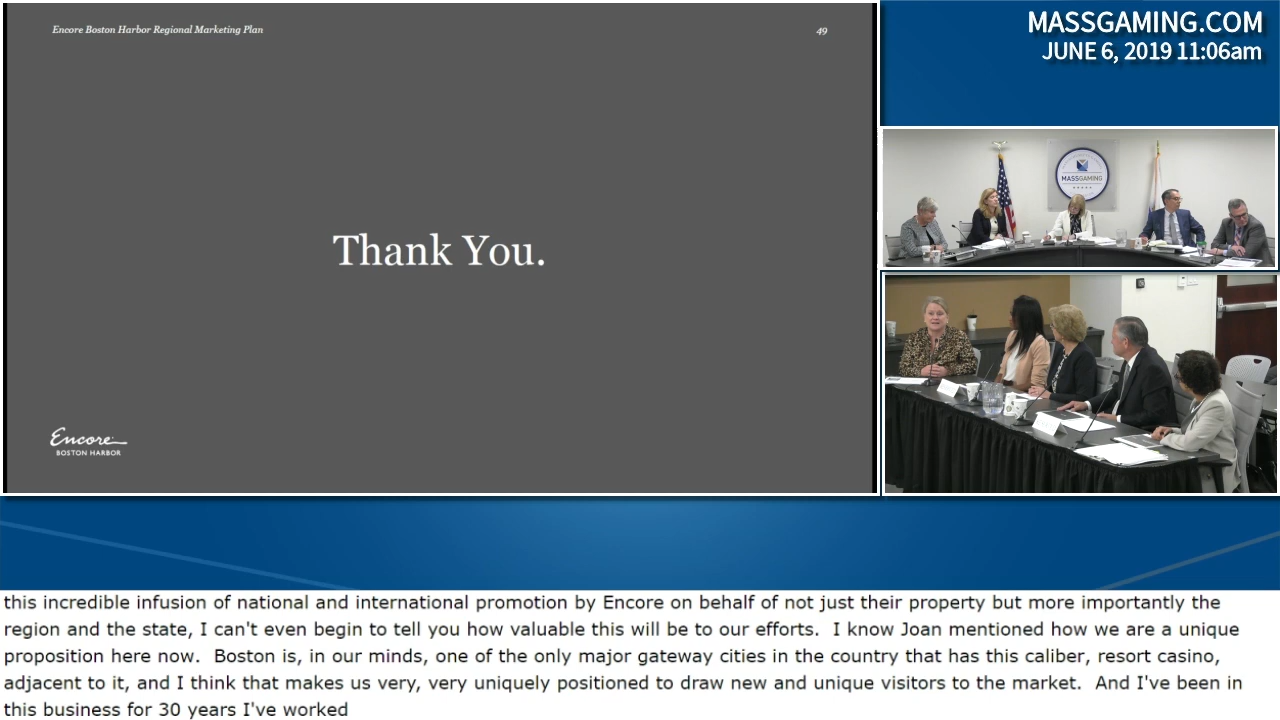 Encore Boston Harbor Regional Marketing Plan
49
Thank You.
Encore
BOSTON HARBOR
MASSGAMING.COM
JUNE 6, 2019 11:06am
MASSGAMING
this incredible infusion of national and international promotion by Encore on behalf of not just their property but more importantly the
region and the state, I can't even begin to tell you how valuable this will be to our efforts.  I know Joan mentioned how we are a unique
proposition here now.  Boston is, in our minds, one of the only major gateway cities in the country that has this caliber, resort casino,
adjacent to it, and I think that makes us very, very uniquely positioned to draw new and unique visitors to the market.  And I've been in
this business for 30 years I've worked